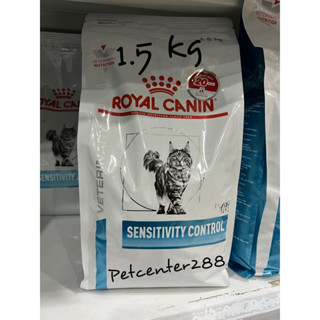 1.5 kg
ROYAL CANIN
VETERINARY
SENSITIVITY CONTROL
Petcenter288